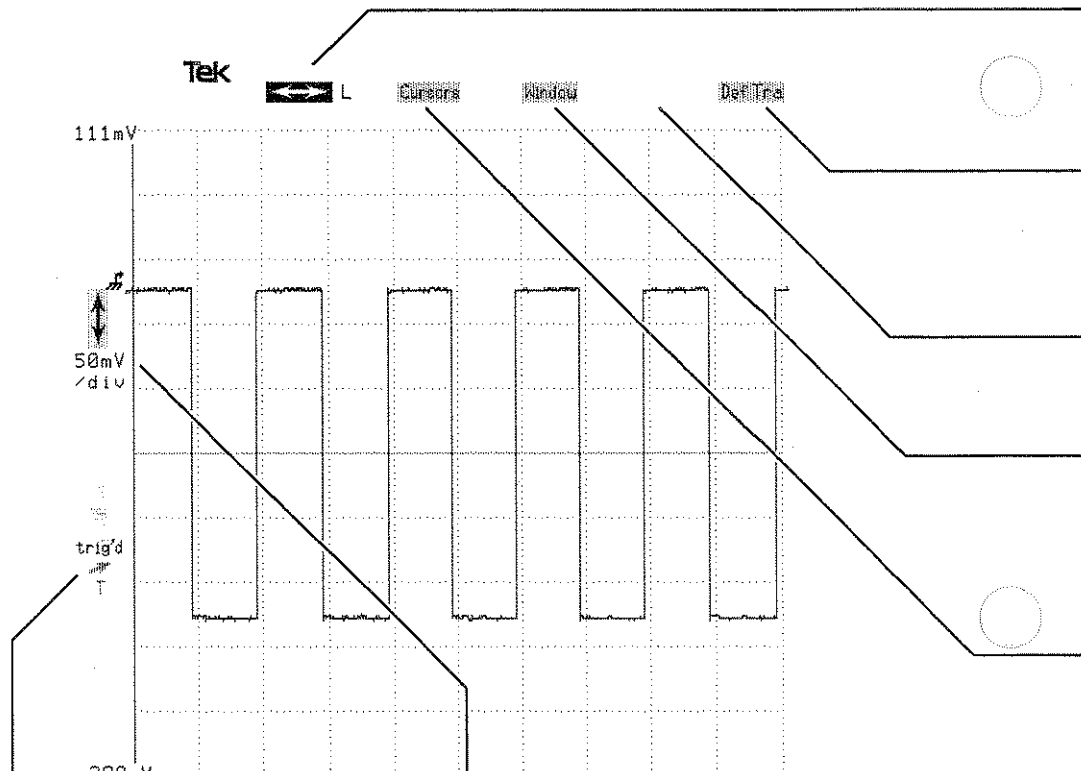 Tek
L
Cursors
Window
Def Tra
111mV
50mV
/div
trig'd
T